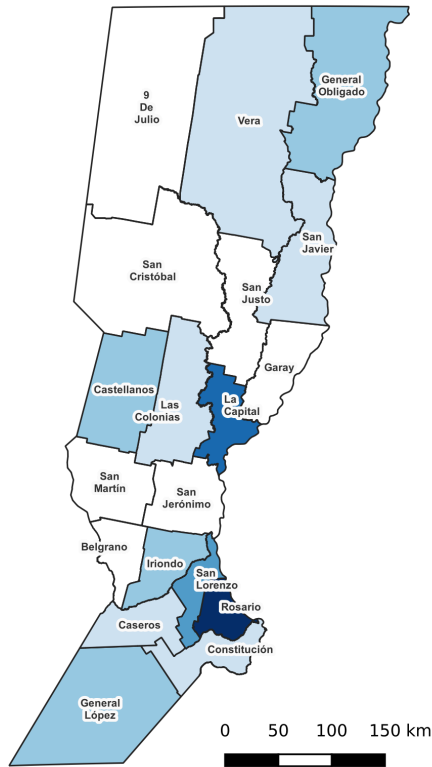 9
De
Julio
General
Obligado
Vera
San
Javier
San
Cristóbal
San
Justo
Garay
Castellanos
Las
Colonias
La
Capital
San
Martín
San
Jerónimo
Belgrano
Iriondo
San
Lorenzo
Rosario
Caseros
Constitución
General
López
0 50 100 150 km